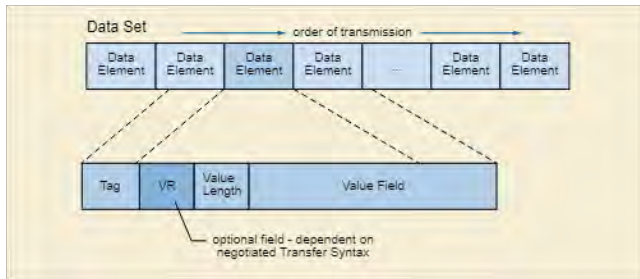 Data Set
order of transmission
Data Element
Data Element
Data Element
Data Element
...
Data Element
Data Element
Tag
VR
Value Length
Value Field
optional field - dependent on
negotiated Transfer Syntax